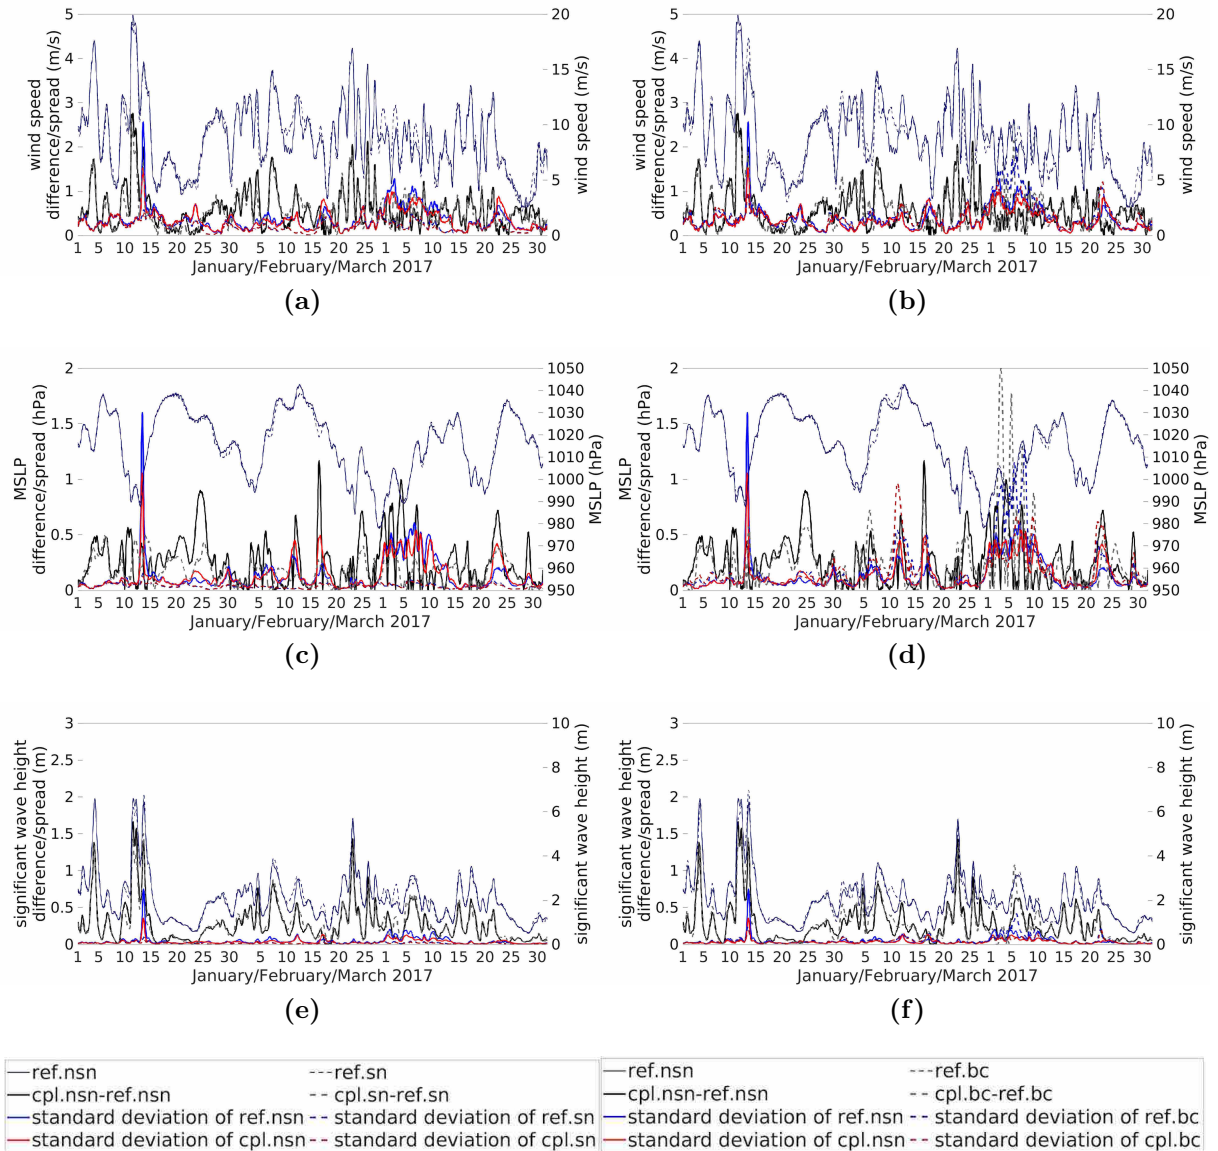 5
4
3
2
1
0
wind speed
difference/spread (m/s)
20
15
10
5
0
wind speed (m/s)
1 5 10 15 20 25 30 5 10 15 20 25 1 5 10 15 20 25 30
January/February/March 2017
(a)
5
4
3
2
1
0
wind speed
difference/spread (m/s)
20
15
10
5
0
wind speed (m/s)
1 5 10 15 20 25 30 5 10 15 20 25 1 5 10 15 20 25 30
January/February/March 2017
(b)
2
1.5
1
0.5
0
MSLP
difference/spread (hPa)
1050
1040
1030
1020
1010
1000
990
980
970
960
950
MSLP (hPa)
1 5 10 15 20 25 30 5 10 15 20 25 1 5 10 15 20 25 30
January/February/March 2017
(c)
2
1.5
1
0.5
0
MSLP
difference/spread (hPa)
1050
1040
1030
1020
1010
1000
990
980
970
960
950
MSLP (hPa)
1 5 10 15 20 25 30 5 10 15 20 25 1 5 10 15 20 25 30
January/February/March 2017
(d)
3
2.5
2
1.5
1
0.5
0
significant wave height
difference/spread (m)
10
8
6
4
2
0
significant wave height (m)
1 5 10 15 20 25 30 5 10 15 20 25 1 5 10 15 20 25 30
January/February/March 2017
(e)
3
2.5
2
1.5
1
0.5
0
significant wave height
difference/spread (m)
10
8
6
4
2
0
significant wave height (m)
1 5 10 15 20 25 30 5 10 15 20 25 1 5 10 15 20 25 30
January/February/March 2017
(f)
ref.nsn ref.sn
cpl.nsn-ref.nsn cpl.sn-ref.sn
standard deviation of ref.nsn standard deviation of ref.sn
standard deviation of cpl.nsn standard deviation of cpl.sn
ref.nsn ref.bc
cpl.nsn-ref.nsn cpl.bc-ref.bc
standard deviation of ref.nsn standard deviation of ref.bc
standard deviation of cpl.nsn standard deviation of cpl.bc